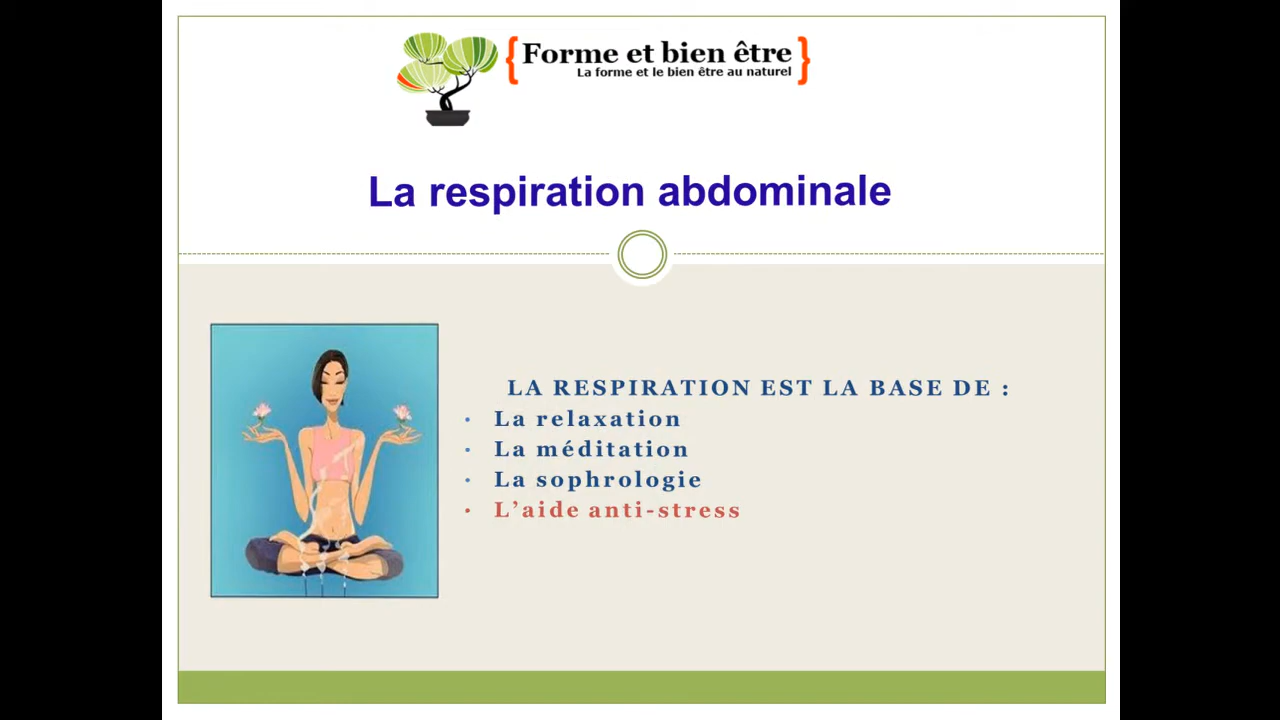 {Forme et bien être}
La forme et le bien être au naturel
La respiration abdominale
LA RESPIRATION EST LA BASE DE :
• La relaxation
• La méditation
• La sophrologie
• L’aide anti-stress